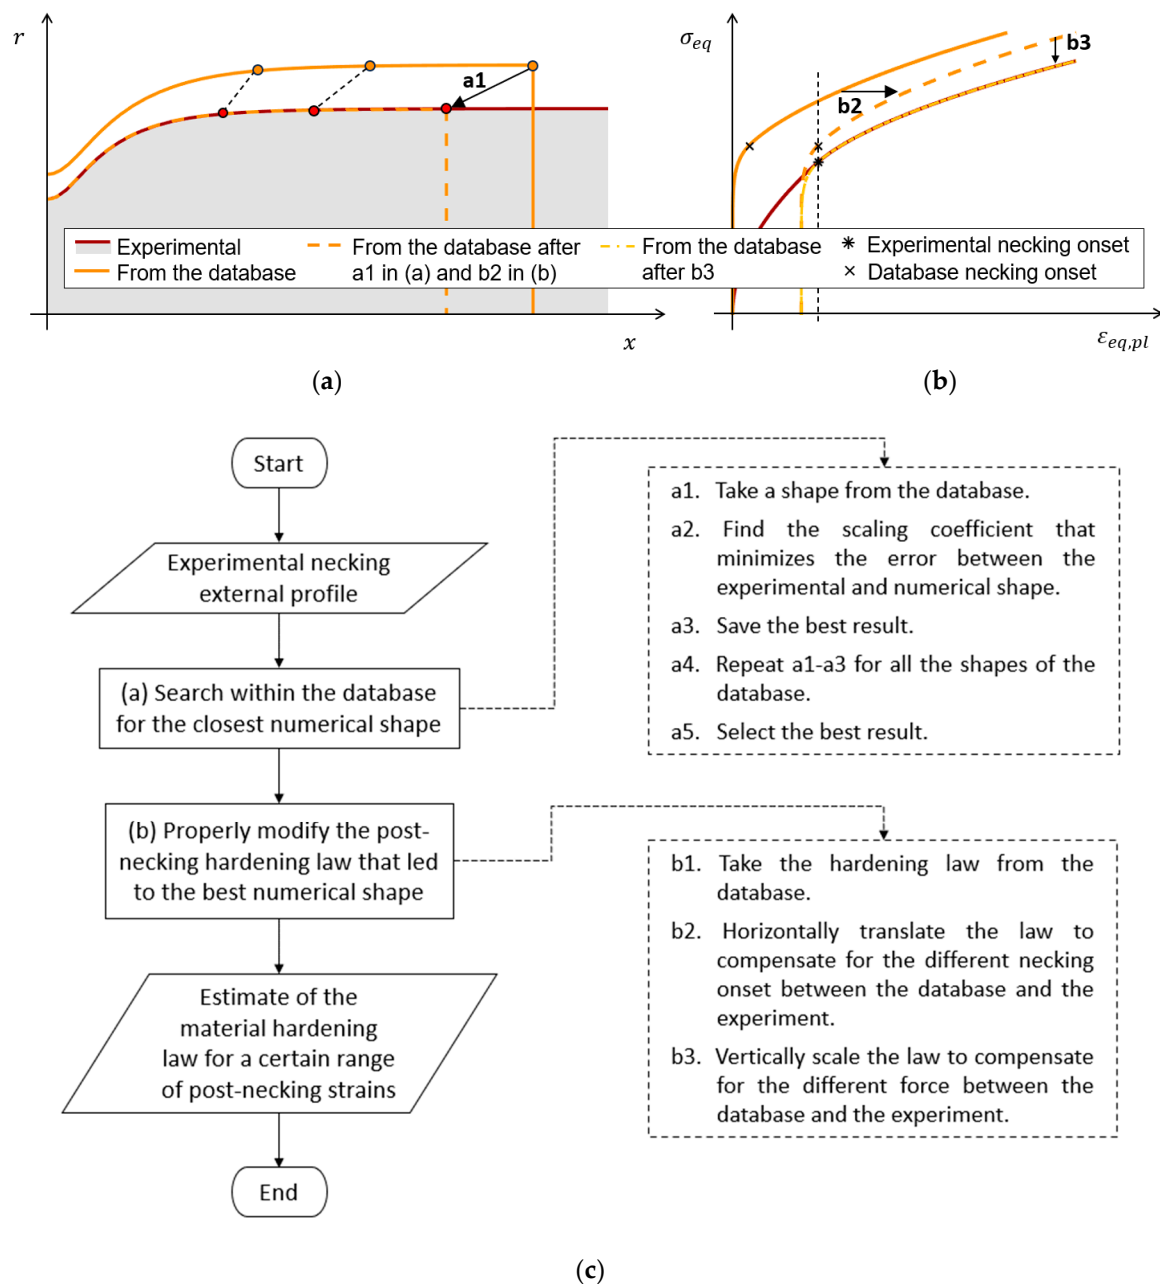 r
a1
x
(a)
σeq
b3
b2
εeq,pl
(b)
Experimental
From the database
From the database after
a1 in (a) and b2 in (b)
From the database
after b3
Experimental necking onset
Database necking onset
Start
Experimental necking
external profile
(a) Search within the database
for the closest numerical shape
(b) Properly modify the post-
necking hardening law that led
to the best numerical shape
Estimate of the
material hardening
law for a certain range
of post-necking strains
End
a1. Take a shape from the database.
a2. Find the scaling coefficient that
minimizes the error between the
experimental and numerical shape.
a3. Save the best result.
a4. Repeat a1-a3 for all the shapes of the
database.
a5. Select the best result.
b1. Take the hardening law from the
database.
b2. Horizontally translate the law to
compensate for the different necking
onset between the database and the
experiment.
b3. Vertically scale the law to compensate
for the different force between the
database and the experiment.
(c)